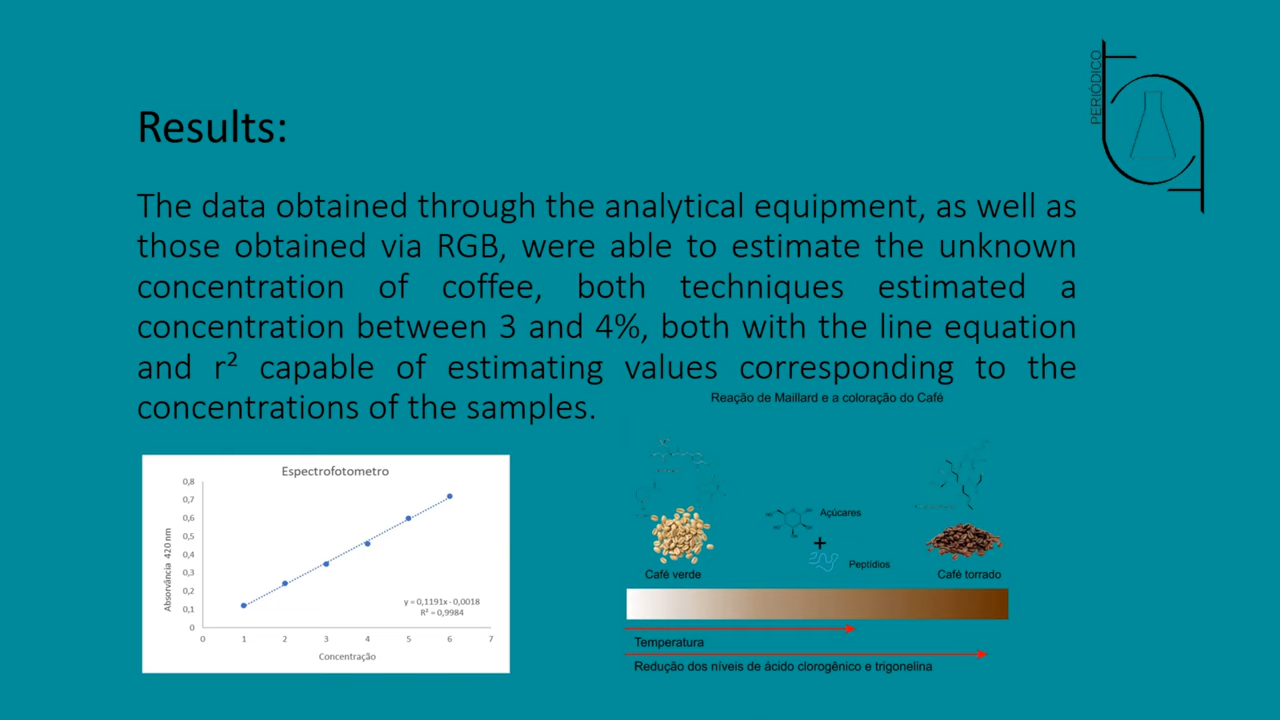 PERIÓDICO
Results:
The data obtained through the analytical equipment, as well as
those obtained via RGB, were able to estimate the unknown
concentration of coffee, both techniques estimated a
concentration between 3 and 4%, both with the line equation
and r² capable of estimating values corresponding to the
concentrations of the samples.
Espectrofotometro
Absorvância 420 nm
0,8
0,7
0,6
0,5
0,4
0,3
0,2
0,1
0
0 1 2 3 4 5 6 7
y = 0,1191x - 0,0018
R² = 0,9984
Concentração
Reação de Maillard e a coloração do Café
Açúcares
+
Peptídios
Café verde
Café torrado
Temperatura
Redução dos níveis de ácido clorogênico e trigonelina